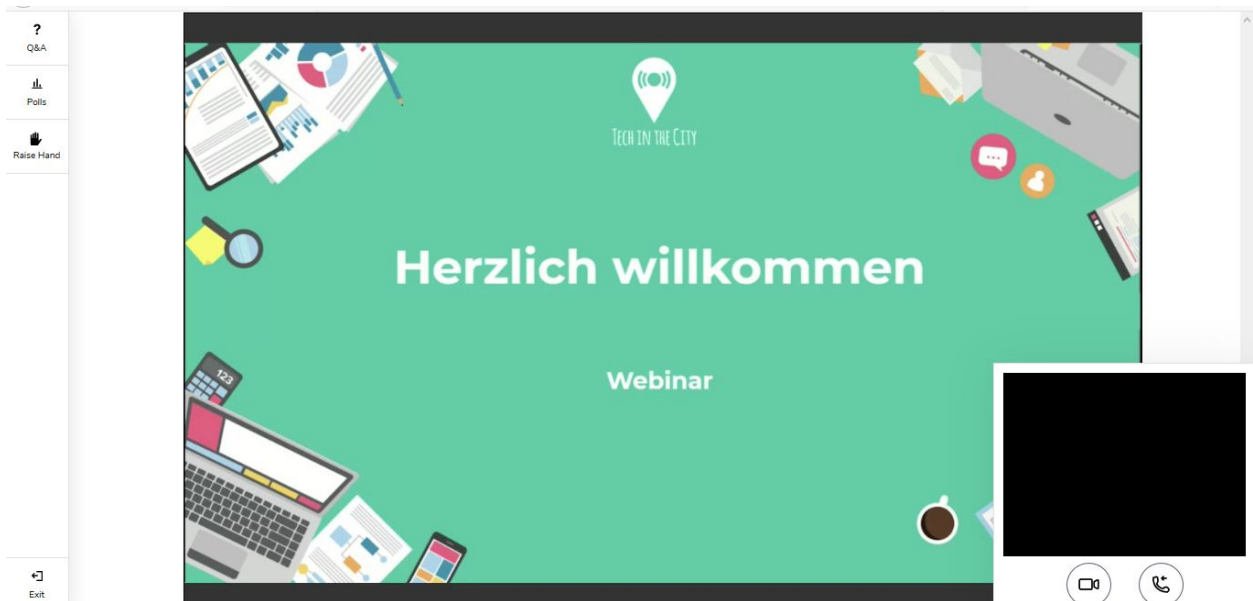 ?
Q&A
Polls
Raise Hand
Exit
TECH IN THE CITY
Herzlich willkommen
Webinar
123